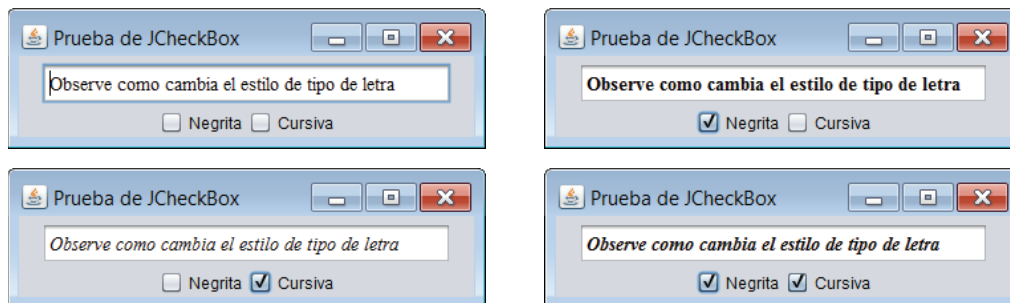 Prueba de JCheckBox
Observe como cambia el estilo de tipo de letra
Negrita Cursiva
Prueba de JCheckBox
Observe como cambia el estilo de tipo de letra
Negrita Cursiva
Prueba de JCheckBox
Observe como cambia el estilo de tipo de letra
Negrita Cursiva
Prueba de JCheckBox
Observe como cambia el estilo de tipo de letra
Negrita Cursiva